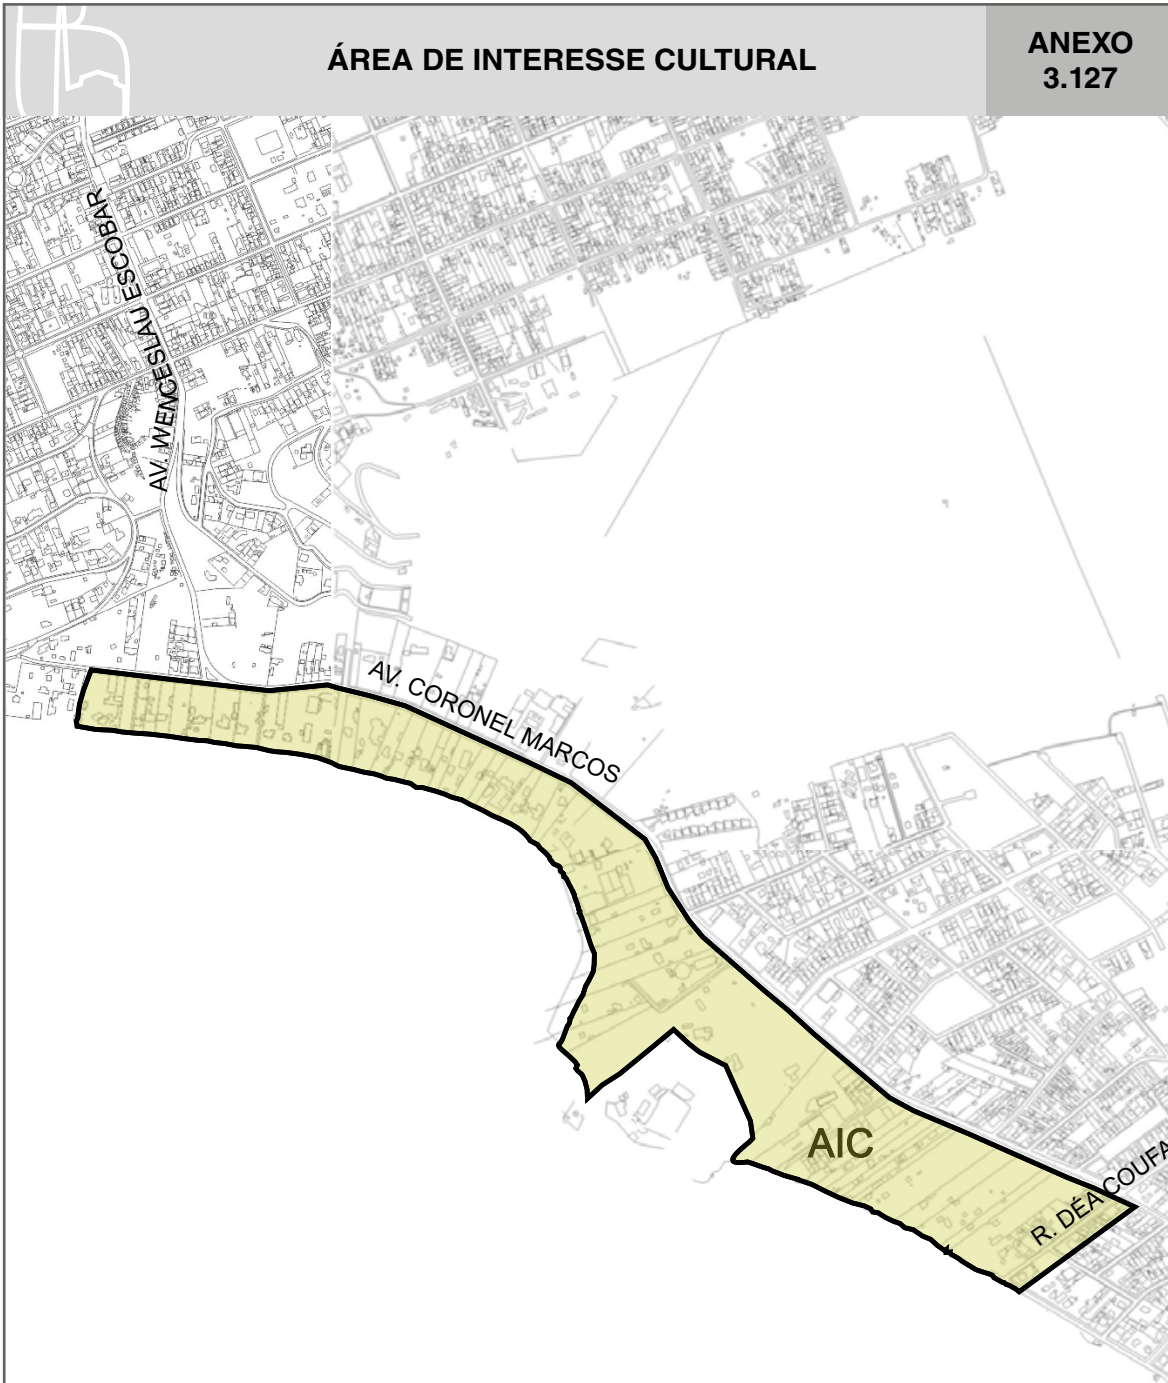 ÁREA DE INTERESSE CULTURAL
ANEXO
3.127
AV. WENCESLAU ESCOBAR
AV. CORONEL MARCOS
AIC
R. DÉA COUFA